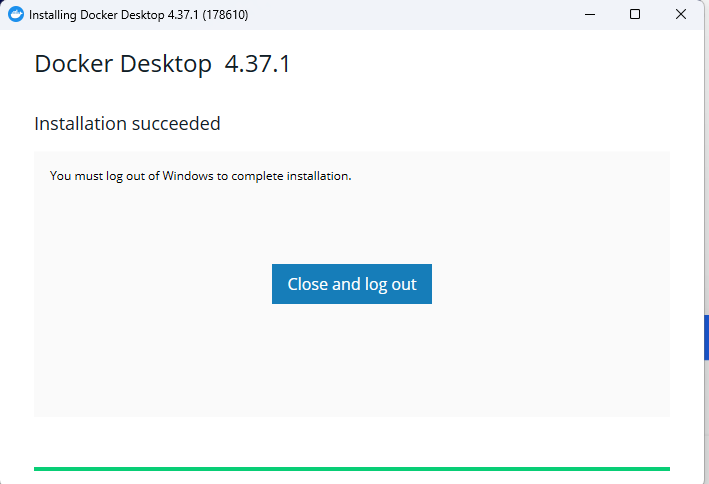 Installing Docker Desktop 4.37.1 (178610)
Docker Desktop 4.37.1
Installation succeeded
You must log out of Windows to complete installation.
Close and log out